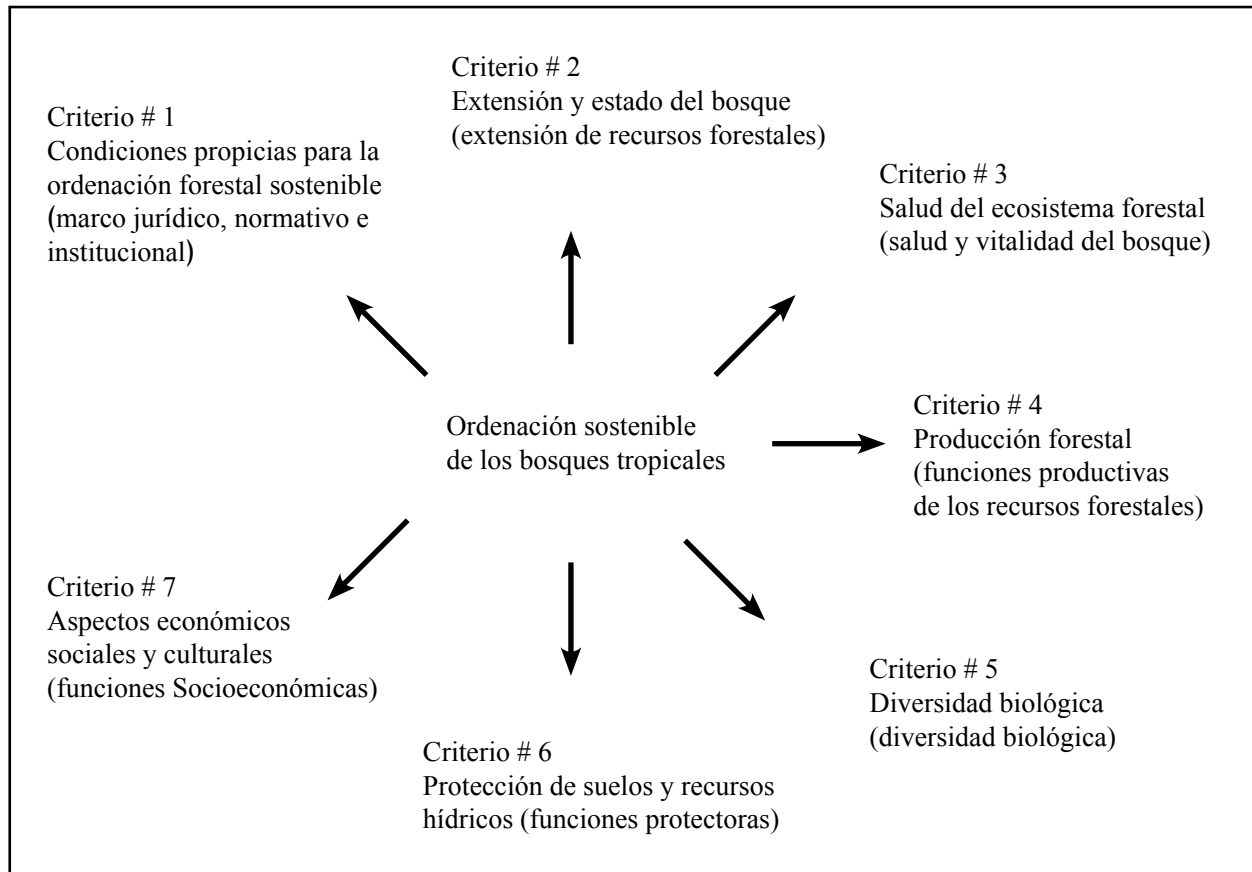 Criterio # 1
Condiciones propicias para la
ordenación forestal sostenible
(marco jurídico, normativo e
institucional)
Criterio # 2
Extensión y estado del bosque
(extensión de recursos forestales)
Criterio # 3
Salud del ecosistema forestal
(salud y vitalidad del bosque)
Ordenación sostenible
de los bosques tropicales
Criterio # 4
Producción forestal
(funciones productivas
de los recursos forestales)
Criterio # 7
Aspectos económicos
sociales y culturales
(funciones Socioeconómicas)
Criterio # 6
Protección de suelos y recursos
hídricos (funciones protectoras)
Criterio # 5
Diversidad biológica
(diversidad biológica)